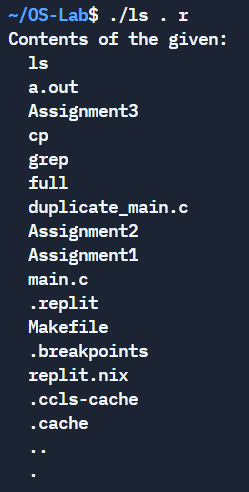 ~/OS-Lab$ ./ls . r
Contents of the given:
ls
a.out
Assignment3
cp
grep
full
duplicate_main.c
Assignment2
Assignment1
main.c
.replit
Makefile
.breakpoints
replit.nix
.ccls-cache
.cache
..
.